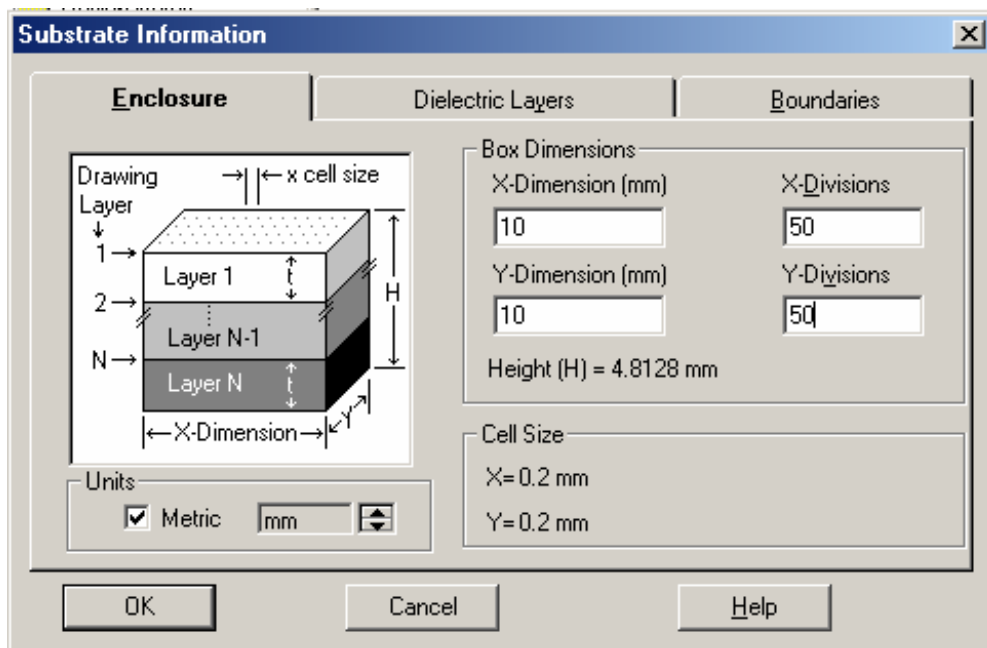 Substrate Information
Enclosure
Dielectric Layers
Boundaries
Drawing
Layer
x cell size
1
Layer 1
t
H
2
Layer N-1
N
Layer N
t
Y
X-Dimension
Units
Metric
mm
Box Dimensions
X-Dimension (mm)
X-Divisions
10
50
Y-Dimension (mm)
Y-Divisions
10
50
Height (H) = 4.8128 mm
Cell Size
X= 0.2 mm
Y= 0.2 mm
OK
Cancel
Help